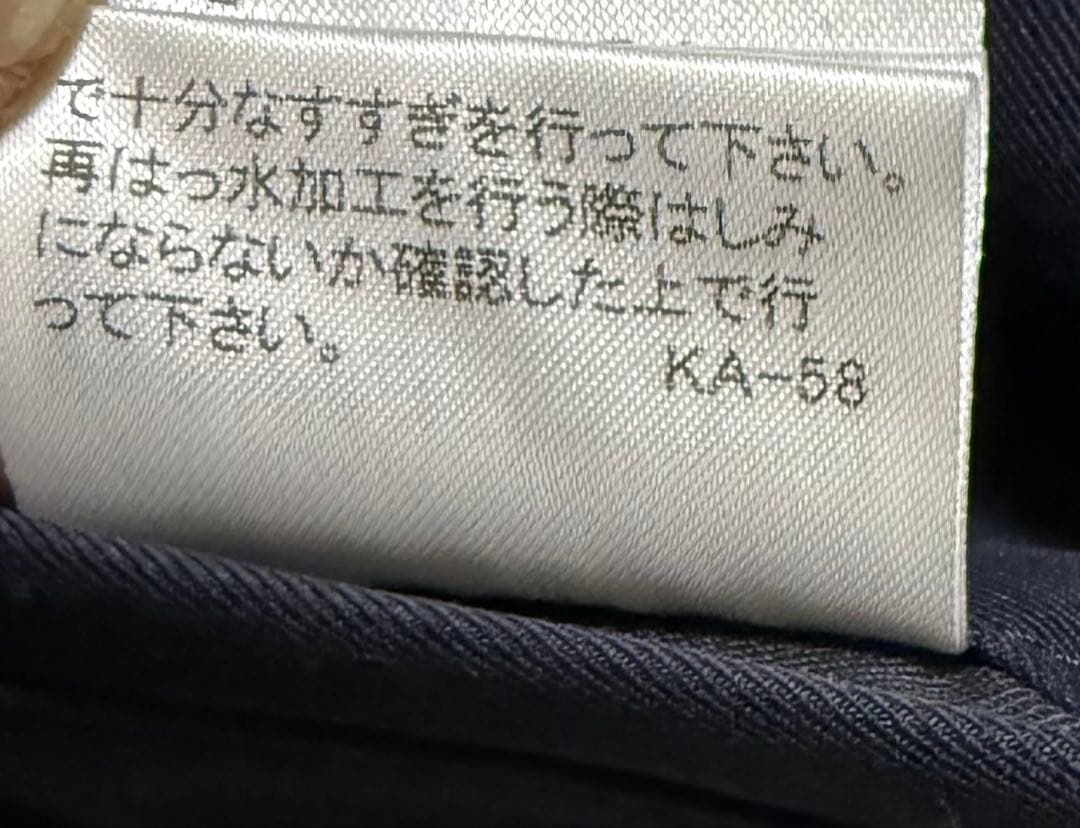 で十分なすすぎを行って下さい。
再はっ水加工を行う際はしみ
にならないか確認した上で行
って下さい。
KA-58